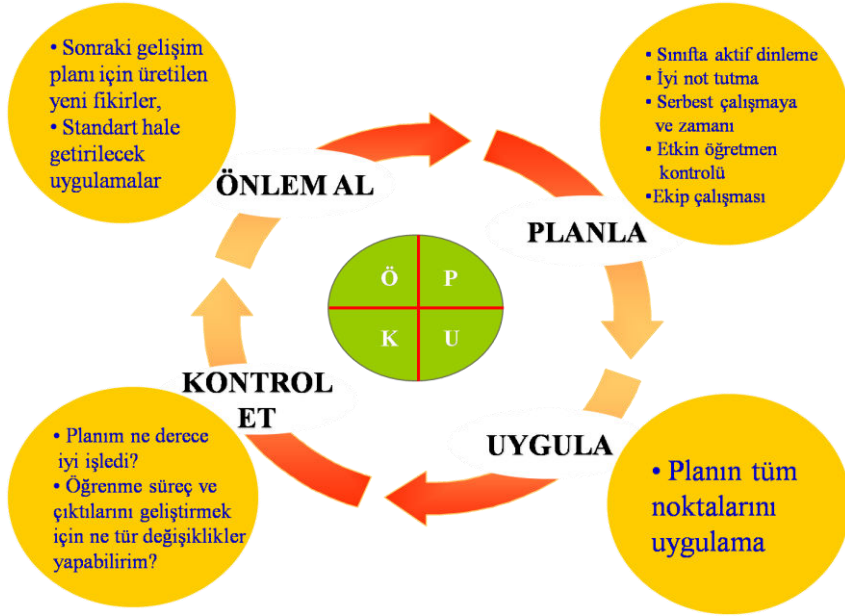 • Sonraki gelişim
planı için üretilen
yeni fikirler,
• Standart hale
getirilecek
uygulamalar
▪ Sınıfta aktif dinleme
▪ İyi not tutma
▪ Serbest çalışmaya
ve zamanı
▪ Etkin öğretmen
kontrolü
▪Ekip çalışması
ÖNLEM AL
PLANLA
Ö P
K U
KONTROL
ET
UYGULA
• Planım ne derece
iyi işledi?
• Öğrenme süreç ve
çıktılarını geliştirmek
için ne tür değişiklikler
yapabilirim?
• Planın tüm
noktalarını
uygulama